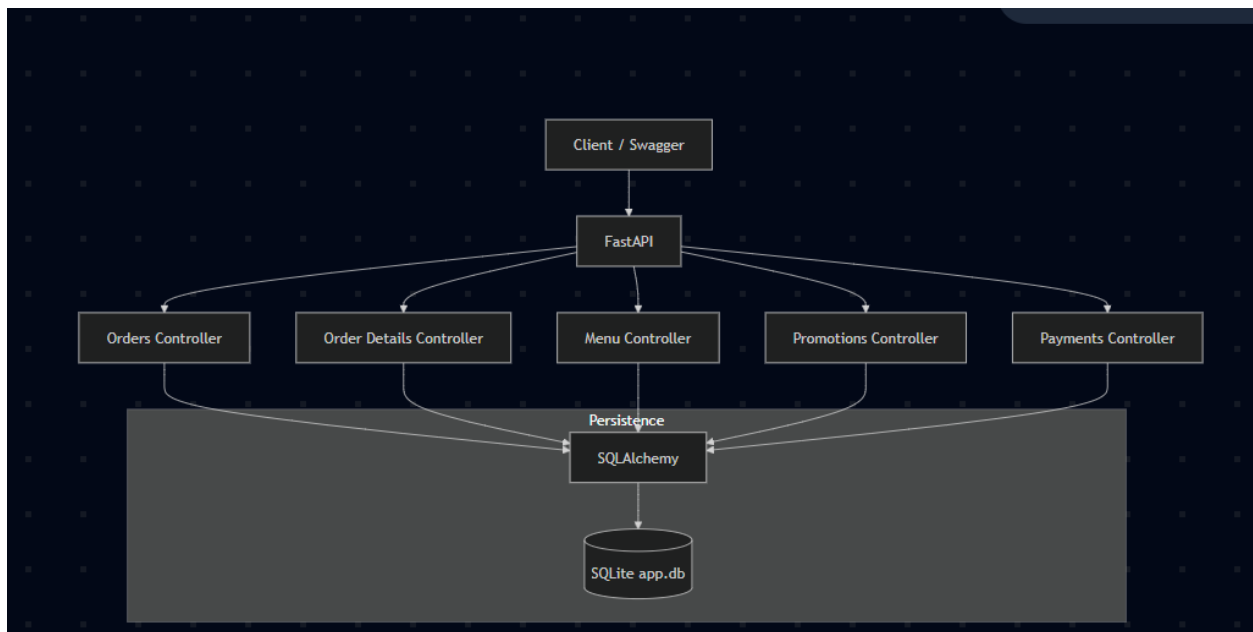 Client / Swagger
FastAPI
Orders Controller
Order Details Controller
Menu Controller
Promotions Controller
Payments Controller
Persistence
SQLAlchemy
SQLite app.db